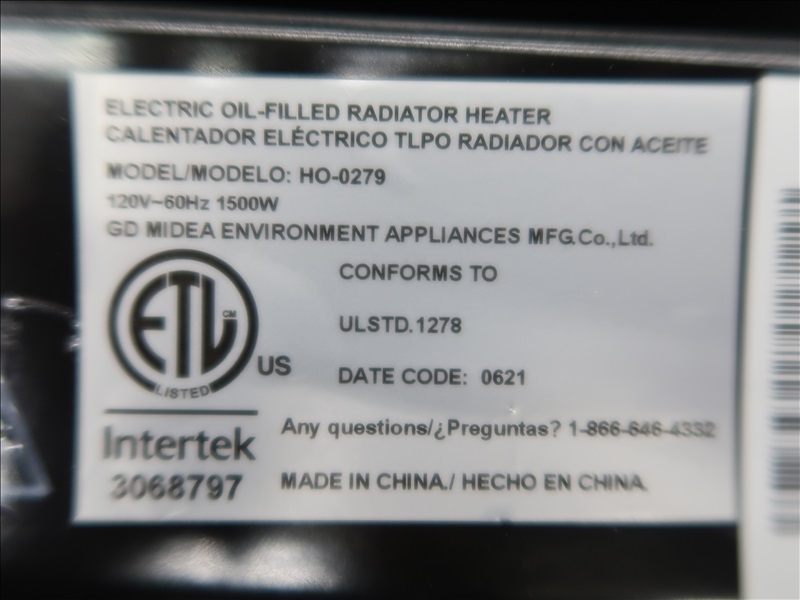 ELECTRIC OIL-FILLED RADIATOR HEATER
CALENTADOR ELÉCTRICO TLPO RADIADOR CON ACEITE
MODEL/MODELO: HO-0279
120V~60Hz 1500W
GD MIDEA ENVIRONMENT APPLIANCES MFG.Co.,Ltd.
ETL CM
LISTED
US
CONFORMS TO
ULSTD.1278
DATE CODE: 0621
Intertek
3068797
Any questions/¿Preguntas? 1-866-646-4332
MADE IN CHINA./ HECHO EN CHINA.